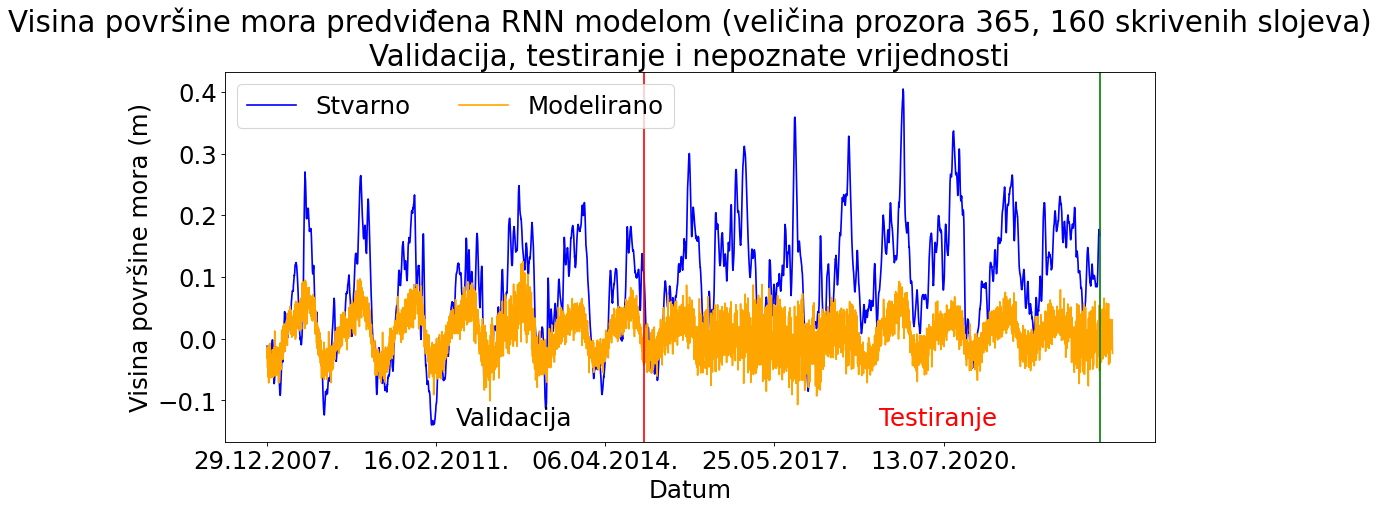 Visina površine mora predviđena RNN modelom (veličina prozora 365, 160 skrivenih slojeva)
Validacija, testiranje i nepoznate vrijednosti
Stvarno
Modelirano
Visina površine mora (m)
0.4
0.3
0.2
0.1
0.0
−0.1
Validacija
Testiranje
29.12.2007.
16.02.2011.
06.04.2014.
25.05.2017.
13.07.2020.
Datum